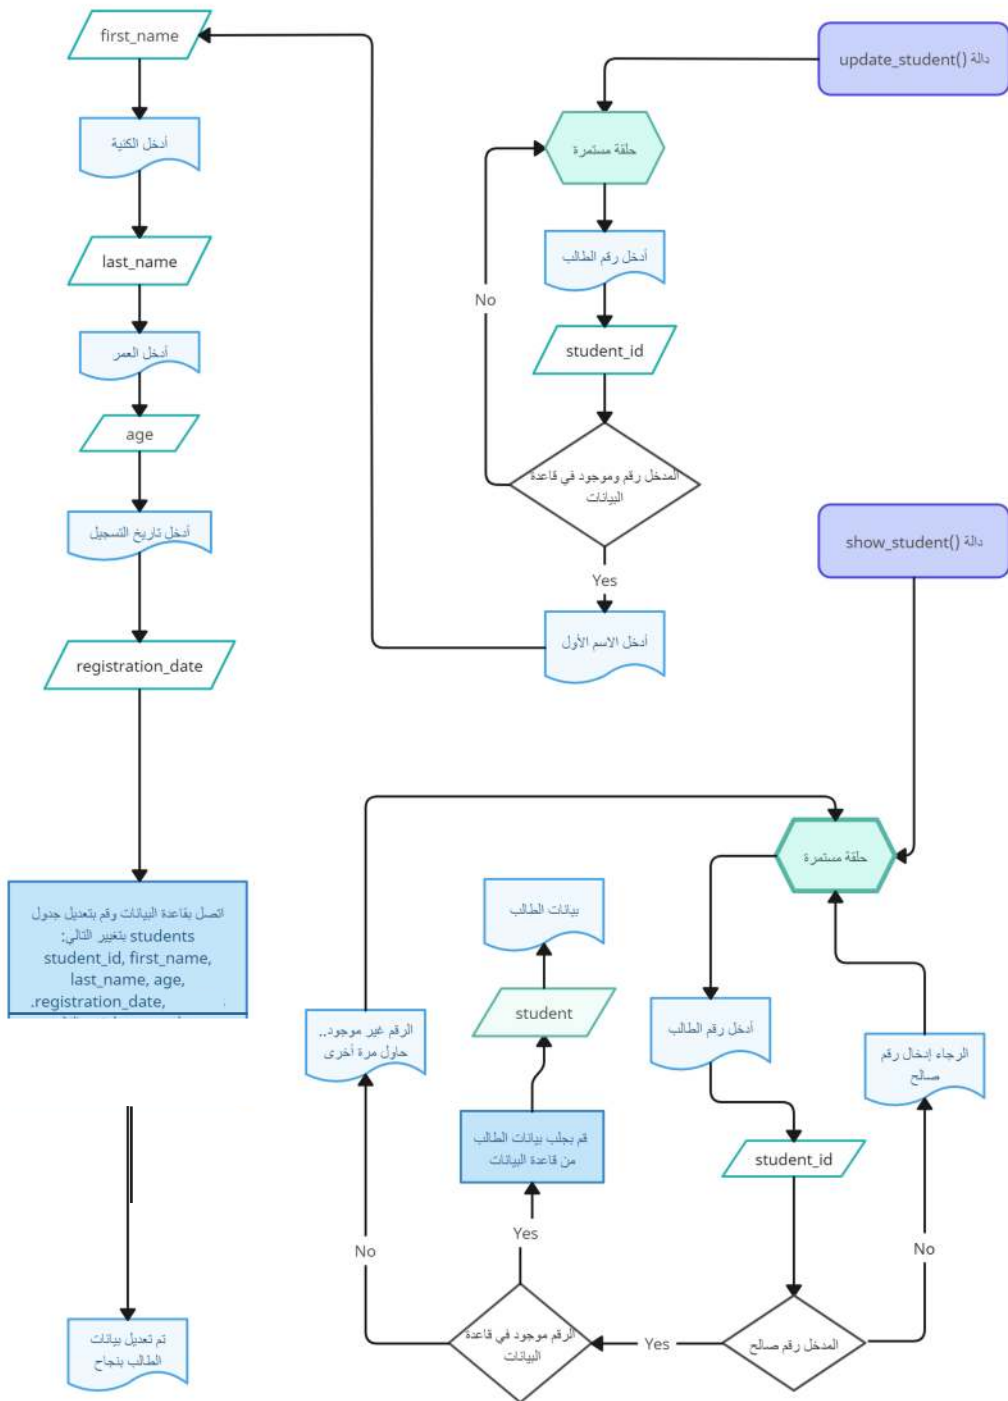 first_name
دالة update_student()
أدخل الكنية
حلقة مستمرة
last_name
أدخل رقم الطالب
No
أدخل العمر
student_id
age
المدخل رقم وموجود في قاعدة
البيانات
أدخل تاريخ التسجيل
دالة show_student()
Yes
أدخل الاسم الأول
registration_date
حلقة مستمرة
اتصل بقاعدة البيانات وقم بتعديل جدول
students بتغيير التالي:
student_id, first_name,
last_name, age,
.registration_date,
بيانات الطالب
student
الرقم غير موجود..
حاول مرة أخرى
أدخل رقم الطالب
الرجاء إدخال رقم
صالح
قم بجلب بيانات الطالب
من قاعدة البيانات
student_id
Yes
No
No
الرقم موجود في قاعدة
البيانات
Yes
المدخل رقم صالح
تم تعديل بيانات
الطالب بنجاح